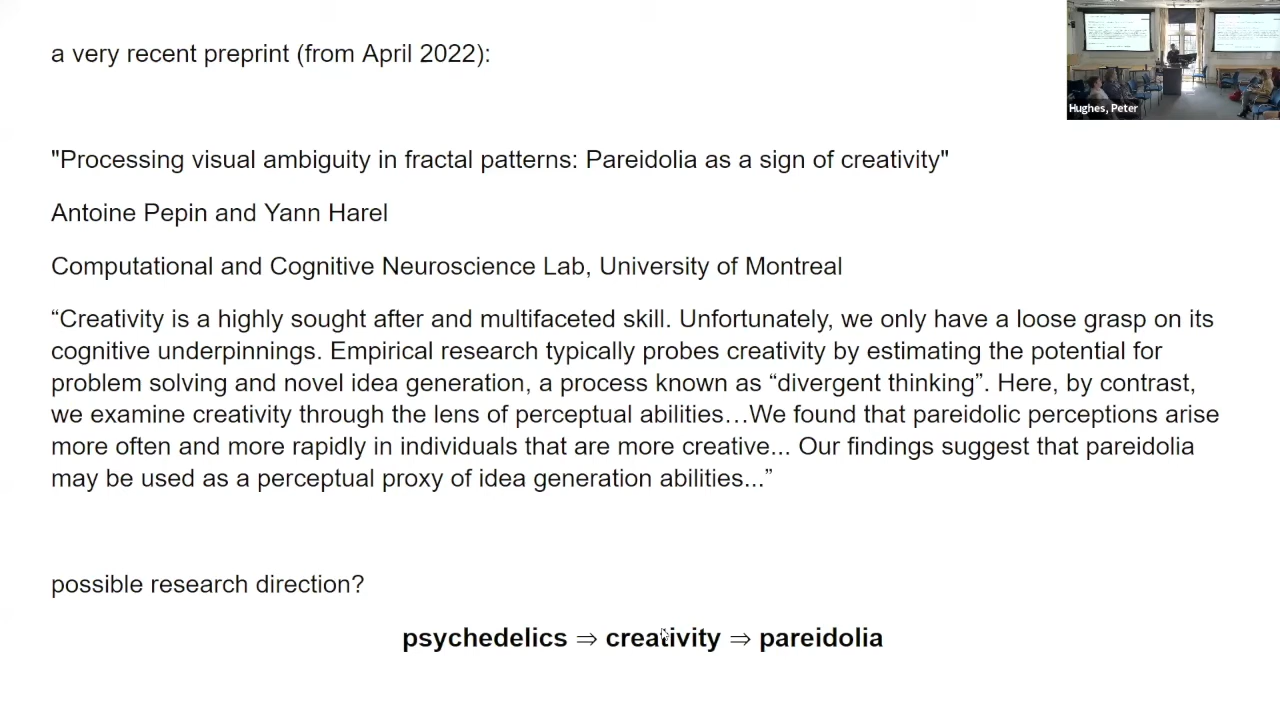 a very recent preprint (from April 2022):
Hughes, Peter
"Processing visual ambiguity in fractal patterns: Pareidolia as a sign of creativity"
Antoine Pepin and Yann Harel
Computational and Cognitive Neuroscience Lab, University of Montreal
“Creativity is a highly sought after and multifaceted skill. Unfortunately, we only have a loose grasp on its
cognitive underpinnings. Empirical research typically probes creativity by estimating the potential for
problem solving and novel idea generation, a process known as “divergent thinking”. Here, by contrast,
we examine creativity through the lens of perceptual abilities…We found that pareidolic perceptions arise
more often and more rapidly in individuals that are more creative... Our findings suggest that pareidolia
may be used as a perceptual proxy of idea generation abilities...”
possible research direction?
psychedelics ⇒ creativity ⇒ pareidolia